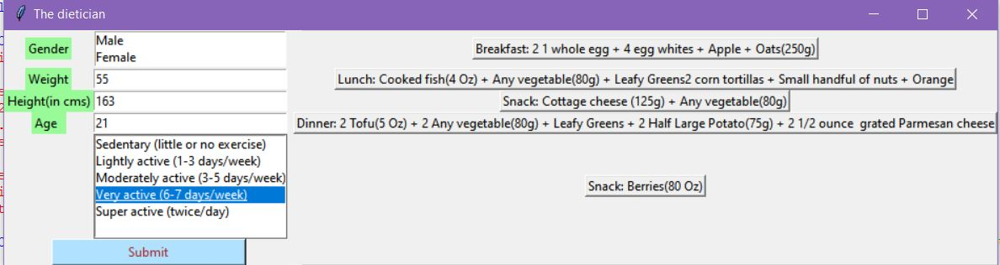 The dietician
Gender
Male
Female
Breakfast: 2 1 whole egg + 4 egg whites + Apple + Oats(250g)
Weight
55
Lunch: Cooked fish(4 Oz) + Any vegetable(80g) + Leafy Greens2 corn tortillas + Small handful of nuts + Orange
Height(in cms)
163
Snack: Cottage cheese (125g) + Any vegetable(80g)
Age
21
Dinner: 2 Tofu(5 Oz) + 2 Any vegetable(80g) + Leafy Greens + 2 Half Large Potato(75g) + 2 1/2 ounce  grated Parmesan cheese
Sedentary (little or no exercise)
Lightly active (1-3 days/week)
Moderately active (3-5 days/week)
Very active (6-7 days/week)
Super active (twice/day)
Snack: Berries(80 Oz)
Submit